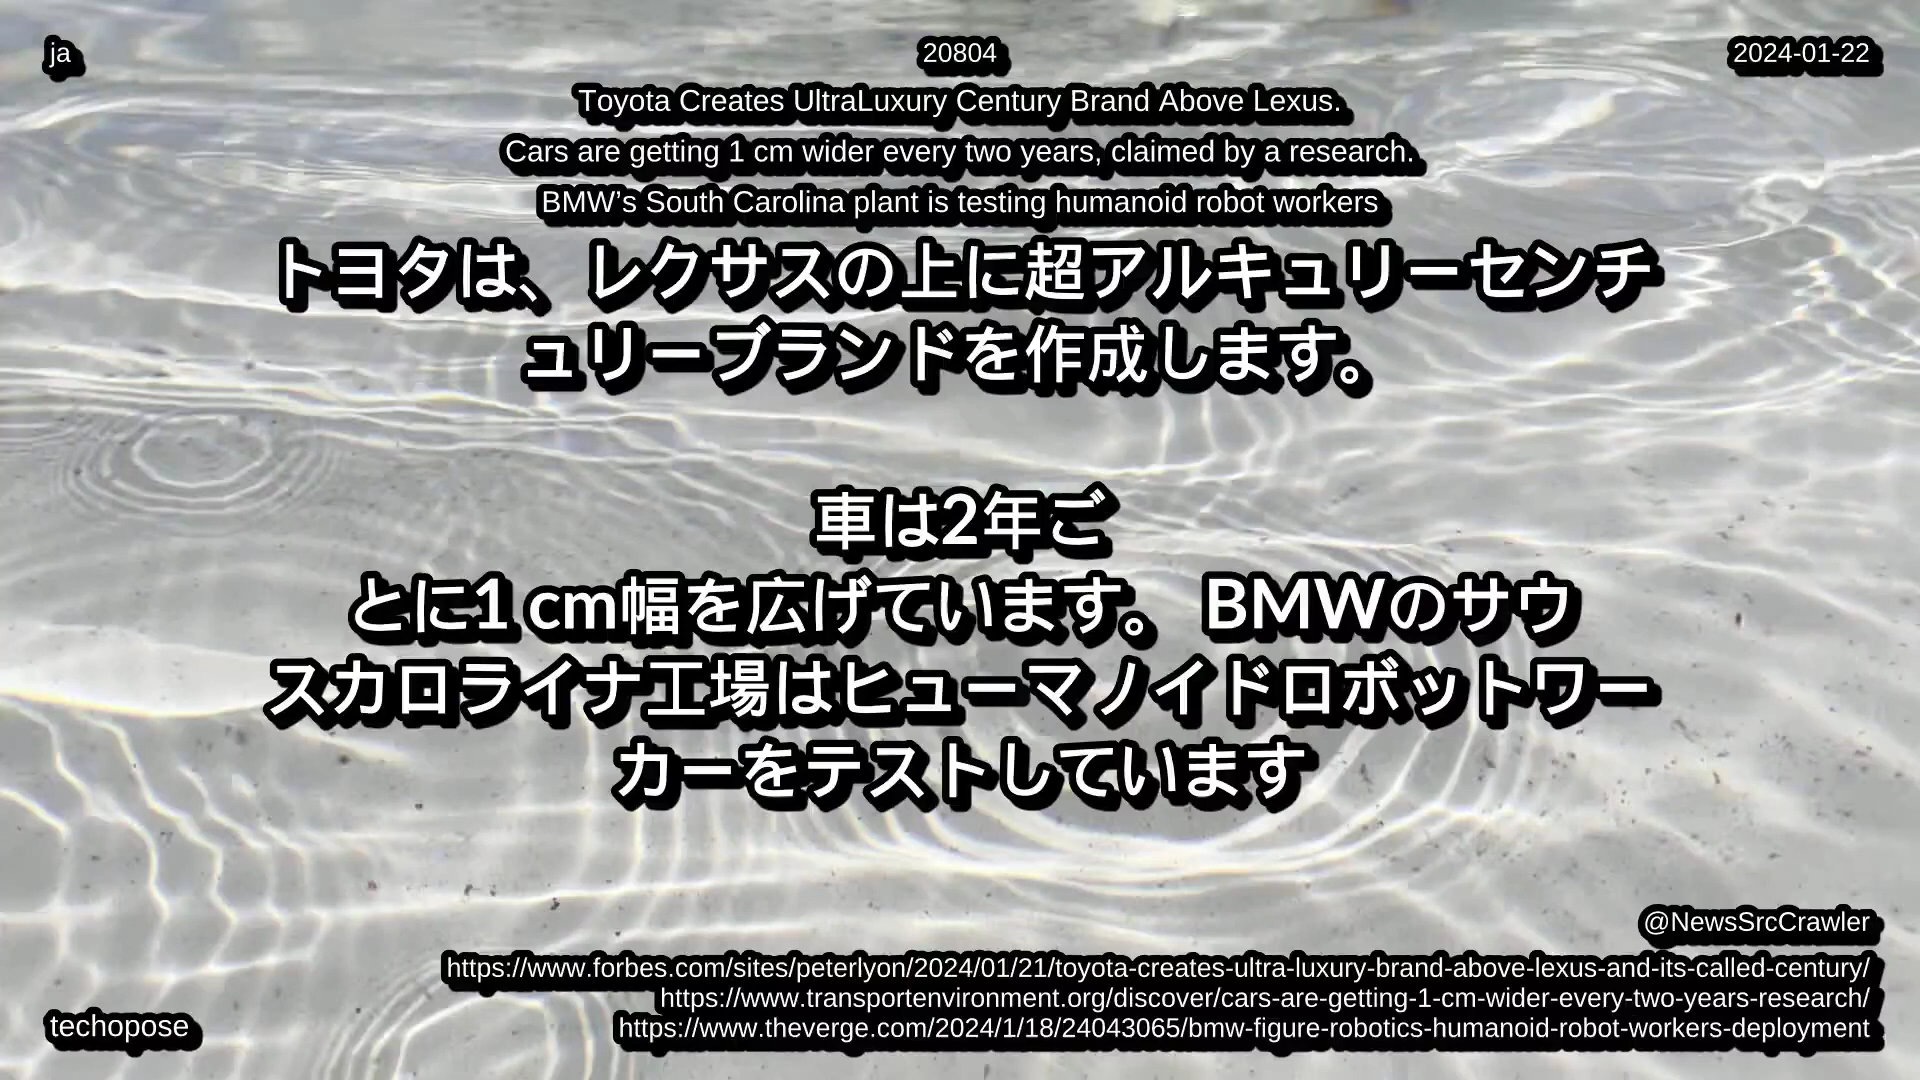 ja
20804
2024-01-22
Toyota Creates UltraLuxury Century Brand Above Lexus.
Cars are getting 1 cm wider every two years, claimed by a research.
BMW’s South Carolina plant is testing humanoid robot workers
トヨタは、レクサスの上に超アルキュリーセンチ
ュリーブランドを作成します。
車は2年ご
とに1 cm幅を広げています。 BMWのサウ
スカロライナ工場はヒューマノイドロボットワー
カーをテストしています
@NewsSrcCrawler
https://www.forbes.com/sites/peterlyon/2024/01/21/toyota-creates-ultra-luxury-brand-above-lexus-and-its-called-century/
https://www.transportenvironment.org/discover/cars-are-getting-1-cm-wider-every-two-years-research/
https://www.theverge.com/2024/1/18/24043065/bmw-figure-robotics-humanoid-robot-workers-deployment
techopose